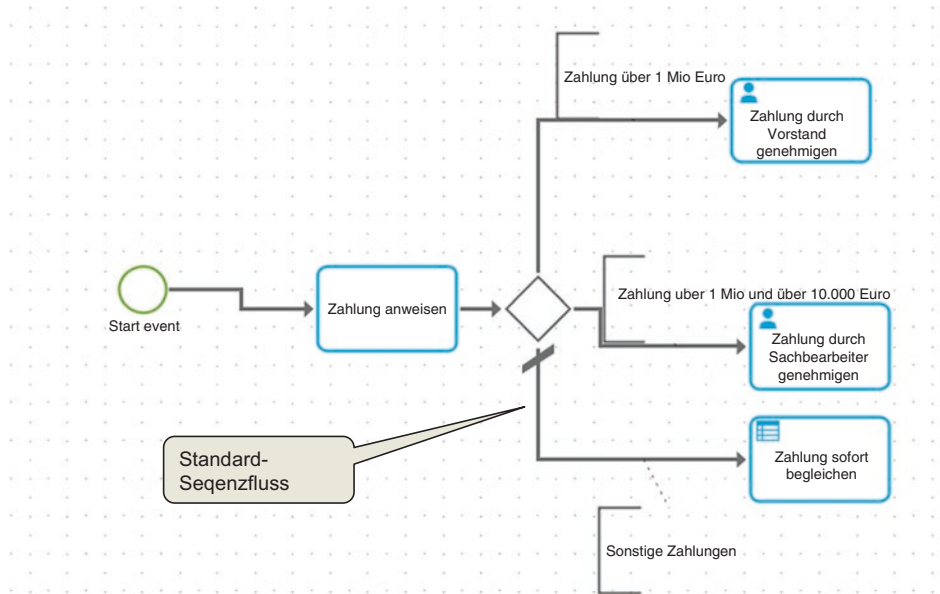 Zahlung über 1 Mio Euro
Zahlung durch
Vorstand
genehmigen
Zahlung anweisen
Start event
Zahlung uber 1 Mio und über 10.000 Euro
Zahlung durch
Sachbearbeiter
genehmigen
Standard-
Seqenzfluss
Zahlung sofort
begleichen
Sonstige Zahlungen